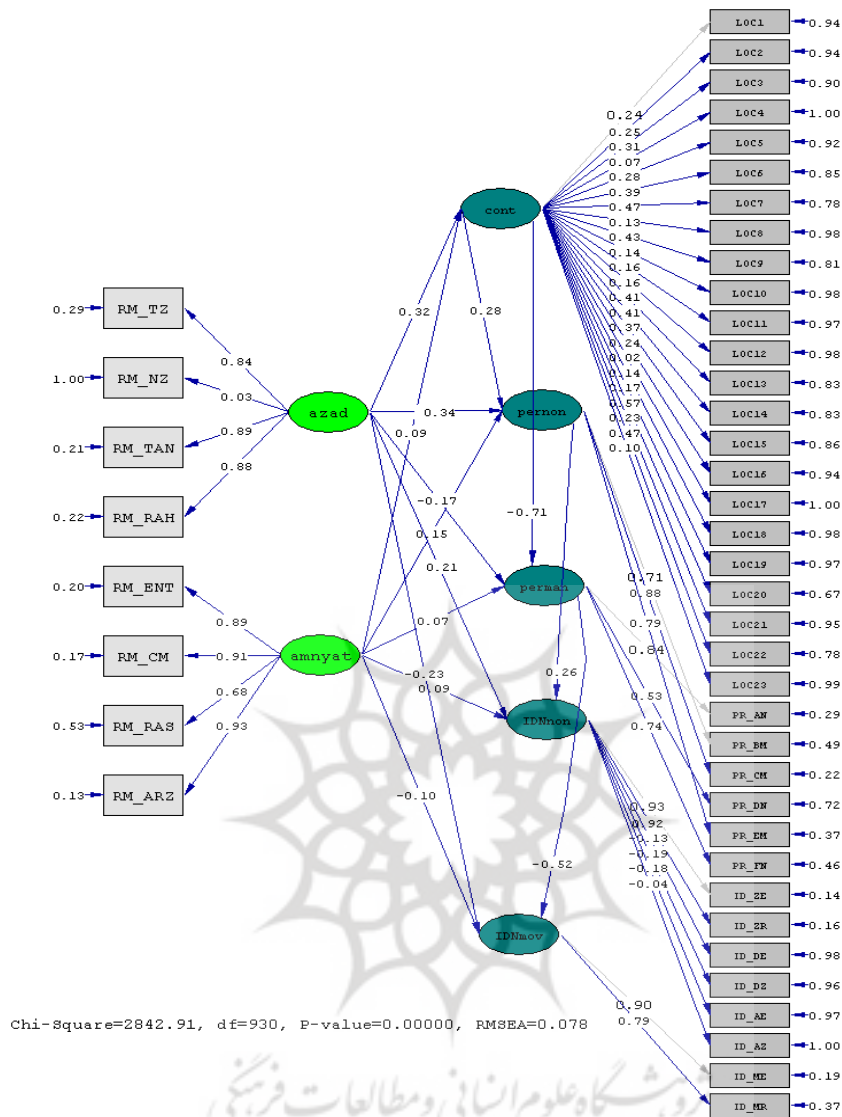 LOC1 0.94
LOC2 0.94
LOC3 0.90
LOC4 1.00
LOC5 0.92
LOC6 0.85
LOC7 0.78
LOC8 0.98
LOC9 0.81
LOC10 0.98
LOC11 0.97
LOC12 0.98
LOC13 0.83
LOC14 0.83
LOC15 0.86
LOC16 0.94
LOC17 1.00
LOC18 0.98
LOC19 0.97
LOC20 0.67
LOC21 0.95
LOC22 0.78
LOC23 0.99
PR_AN 0.29
PR_BM 0.49
PR_CM 0.22
PR_DN 0.72
PR_EM 0.37
PR_FN 0.46
ID_ZE 0.14
ID_ZR 0.16
ID_DE 0.98
ID_DZ 0.96
ID_AE 0.97
ID_AZ 1.00
ID_ME 0.19
ID_MR 0.37
0.24
0.25
0.31
0.07
0.28
0.39
0.47
0.13
0.43
0.14
0.16
0.16
0.41
0.41
0.37
0.24
0.02
0.14
0.17
0.57
0.23
0.47
0.10
cont
pernon
perman
IDNnon
IDNmov
0.29 RM_TZ
1.00 RM_NZ
0.21 RM_TAN
0.22 RM_RAH
0.20 RM_ENT
0.17 RM_CM
0.53 RM_RAS
0.13 RM_ARZ
0.84
0.03
0.89
0.88
azad
0.89
0.91
0.68
0.93
amnyat
0.32
0.28
0.34
0.09
-0.17
0.15
0.21
-0.71
0.07
-0.23
0.09
0.26
-0.10
-0.52
0.71
0.88
0.79
0.84
0.53
0.74
0.93
0.92
-0.13
-0.19
-0.18
-0.04
0.90
0.79
Chi-Square=2842.91, df=930, P-value=0.00000, RMSEA=0.078
پژوهشگاه علوم انسانی و مطالعات فرهنگی